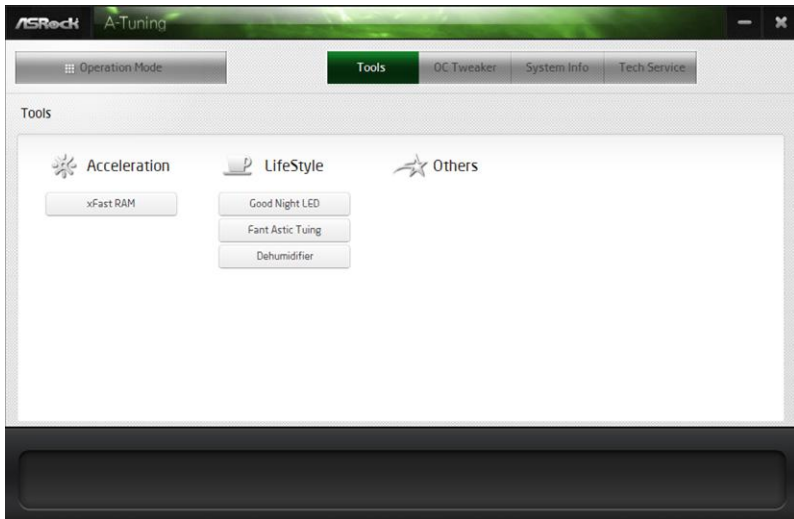 ASRock A-Tuning
Operation Mode Tools OC Tweaker System Info Tech Service
Tools
Acceleration LifeStyle Others
xFast RAM Good Night LED
Fant Astic Tuing
Dehumidifier